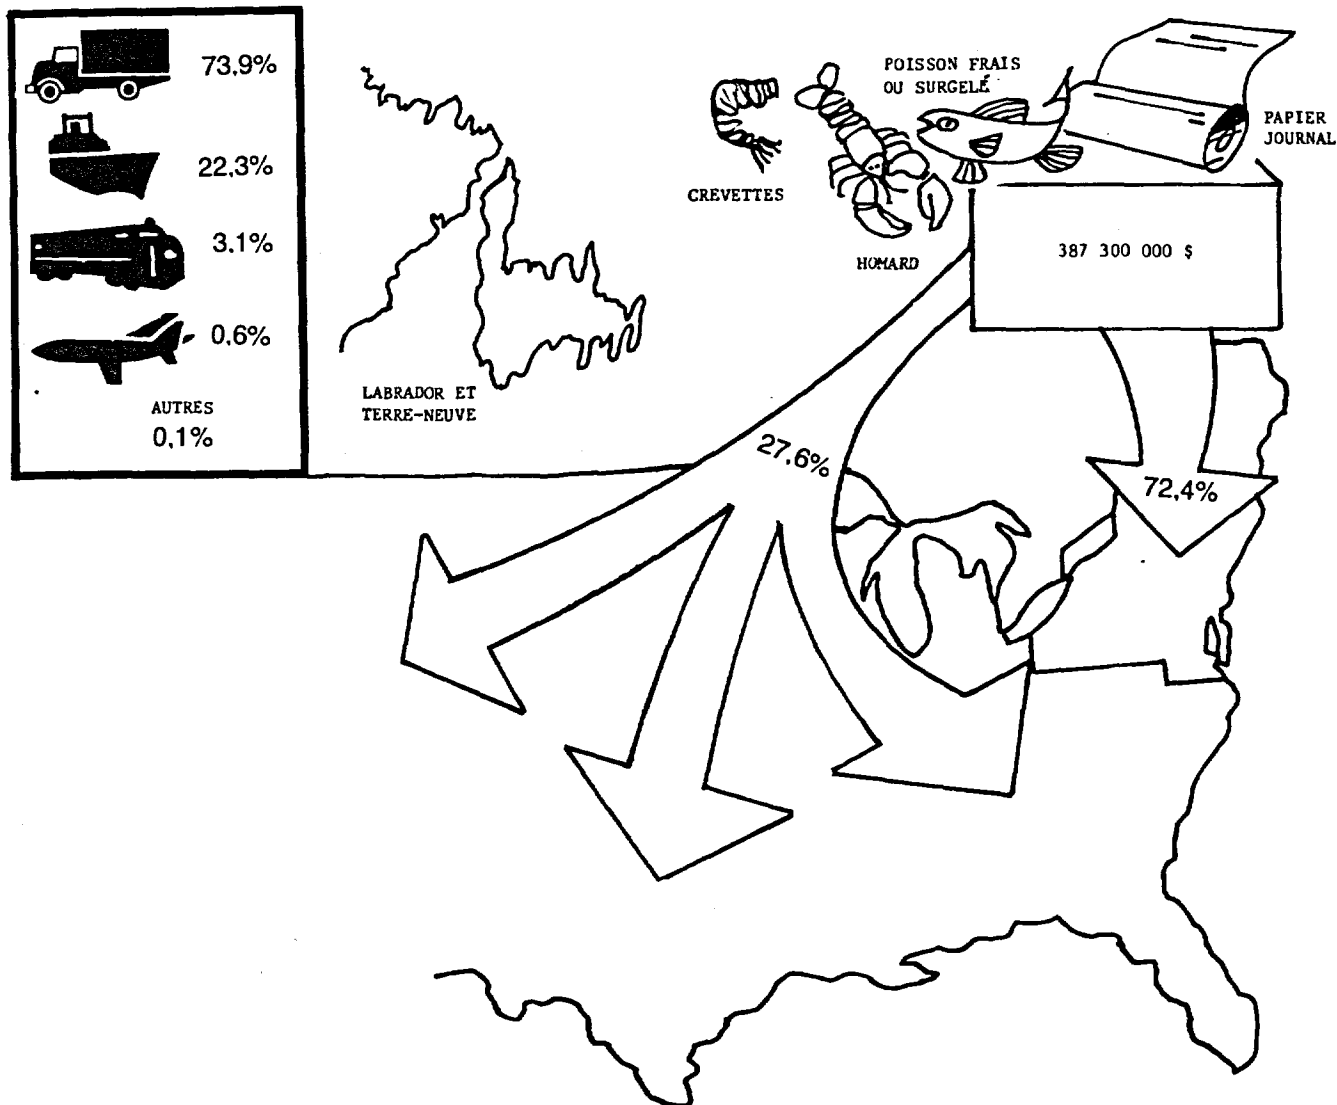 73,9%
22,3%
3.1%
0.6%
AUTRES
0,1%
LABRADOR ET
TERRE-NEUVE
CREVETTES
HOMARD
POISSON FRAIS
OU SURGELÉ
PAPIER
JOURNAL
387 300 000 $
27.6%
72,4%